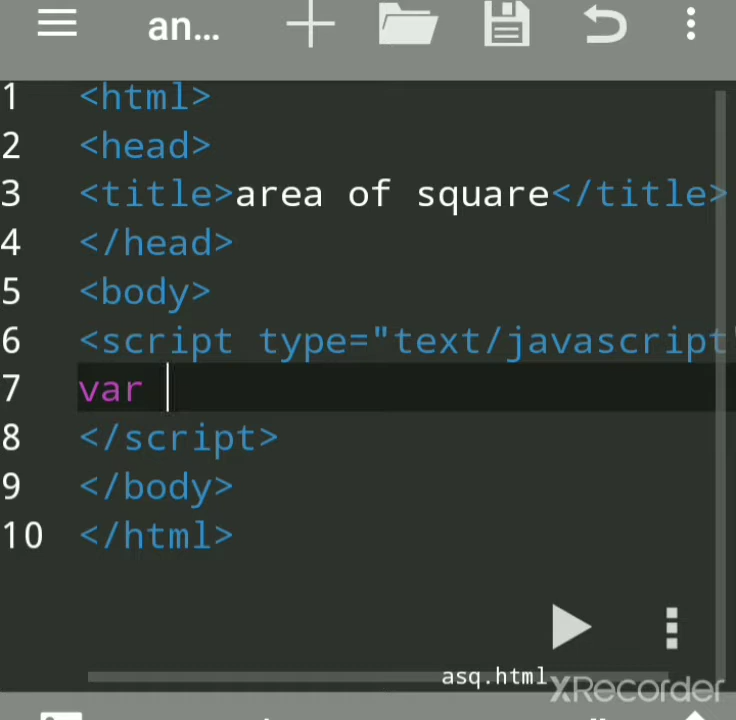 an...
1 <html>
2 <head>
3 <title>area of square</title>
4 </head>
5 <body>
6 <script type="text/javascript"
7 var
8 </script>
9 </body>
10 </html>
asq.html
XRecorder